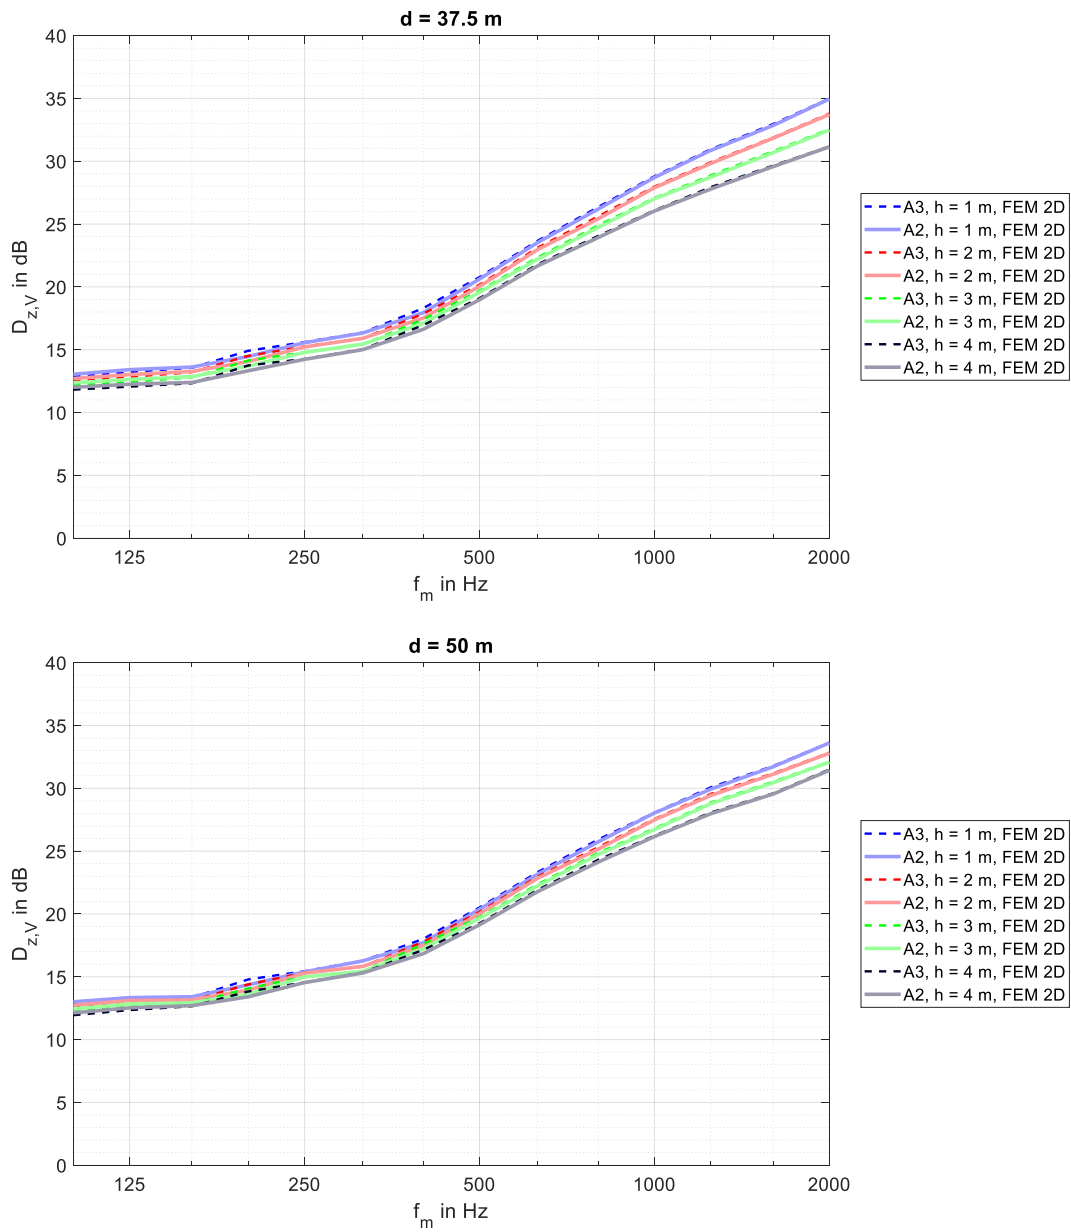 d = 37.5 m
40
35
30
25
20
15
10
5
0
D_z,V in dB
125 250 500 1000 2000
f_m in Hz
A3, h = 1 m, FEM 2D
A2, h = 1 m, FEM 2D
A3, h = 2 m, FEM 2D
A2, h = 2 m, FEM 2D
A3, h = 3 m, FEM 2D
A2, h = 3 m, FEM 2D
A3, h = 4 m, FEM 2D
A2, h = 4 m, FEM 2D
d = 50 m
40
35
30
25
20
15
10
5
0
D_z,V in dB
125 250 500 1000 2000
f_m in Hz
A3, h = 1 m, FEM 2D
A2, h = 1 m, FEM 2D
A3, h = 2 m, FEM 2D
A2, h = 2 m, FEM 2D
A3, h = 3 m, FEM 2D
A2, h = 3 m, FEM 2D
A3, h = 4 m, FEM 2D
A2, h = 4 m, FEM 2D